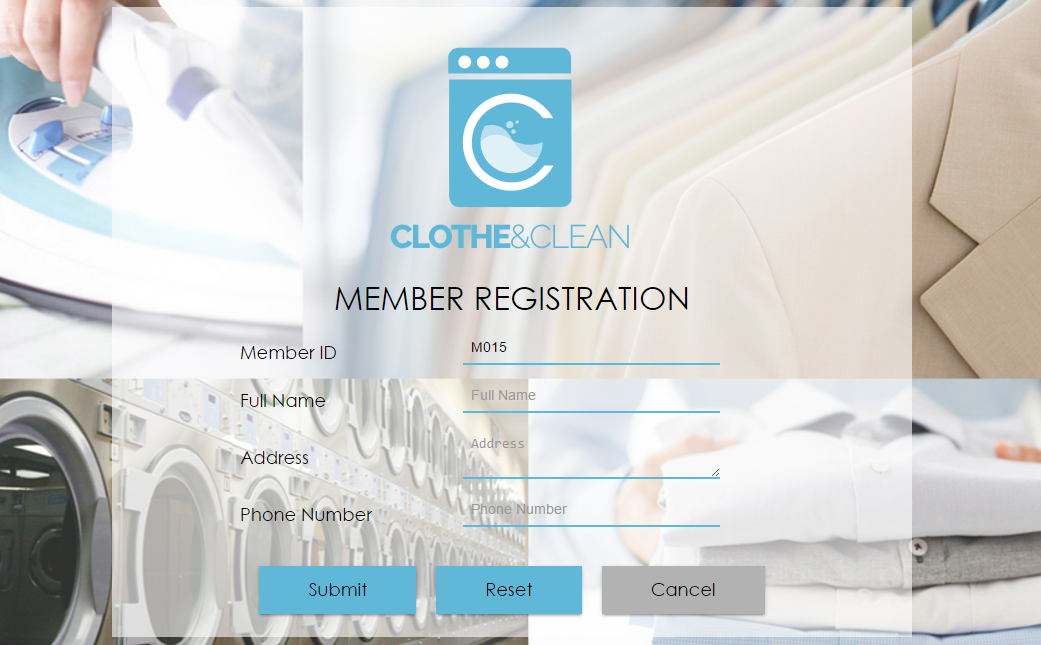 CLOTHE&CLEAN
MEMBER REGISTRATION
Member ID M015
Full Name Full Name
Address Address
Phone Number Phone Number
Submit Reset Cancel